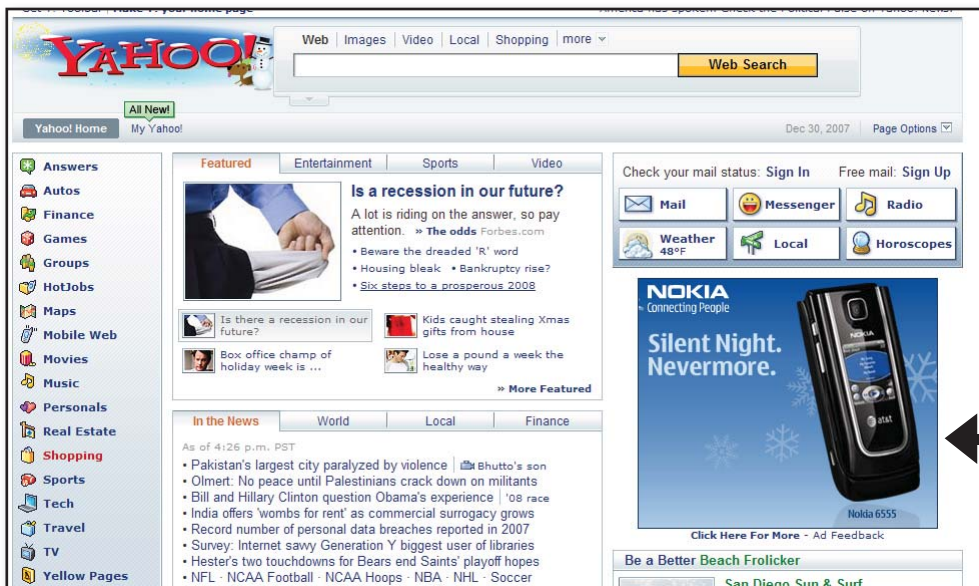 YAHOO!
Web | Images | Video | Local | Shopping | more
Web Search
All New!
Yahoo! Home My Yahoo!
Dec 30, 2007 Page Options
Answers
Autos
Finance
Games
Groups
HotJobs
Maps
Mobile Web
Movies
Music
Personals
Real Estate
Shopping
Sports
Tech
Travel
TV
Yellow Pages
Featured Entertainment Sports Video
Is a recession in our future?
A lot is riding on the answer, so pay
attention. » The odds Forbes.com
• Beware the dreaded 'R' word
• Housing bleak • Bankruptcy rise?
• Six steps to a prosperous 2008
Is there a recession in our
future?
Kids caught stealing Xmas
gifts from house
Box office champ of
holiday week is ...
Lose a pound a week the
healthy way
» More Featured
In the News World Local Finance
As of 4:26 p.m. PST
• Pakistan's largest city paralyzed by violence | Bhutto's son
• Olmert: No peace until Palestinians crack down on militants
• Bill and Hillary Clinton question Obama's experience | '08 race
• India offers 'wombs for rent' as commercial surrogacy grows
• Record number of personal data breaches reported in 2007
• Survey: Internet savvy Generation Y biggest user of libraries
• Hester's two touchdowns for Bears end Saints' playoff hopes
• NFL · NCAA Football · NCAA Hoops · NBA · NHL · Soccer
Check your mail status: Sign In Free mail: Sign Up
Mail Messenger Radio
Weather
48°F
Local Horoscopes
NOKIA
Connecting People
Silent Night.
Nevermore.
NOKIA
at&t
Nokia 6555
Click Here For More - Ad Feedback
Be a Better Beach Frolicker
San Diego Sun & Surf